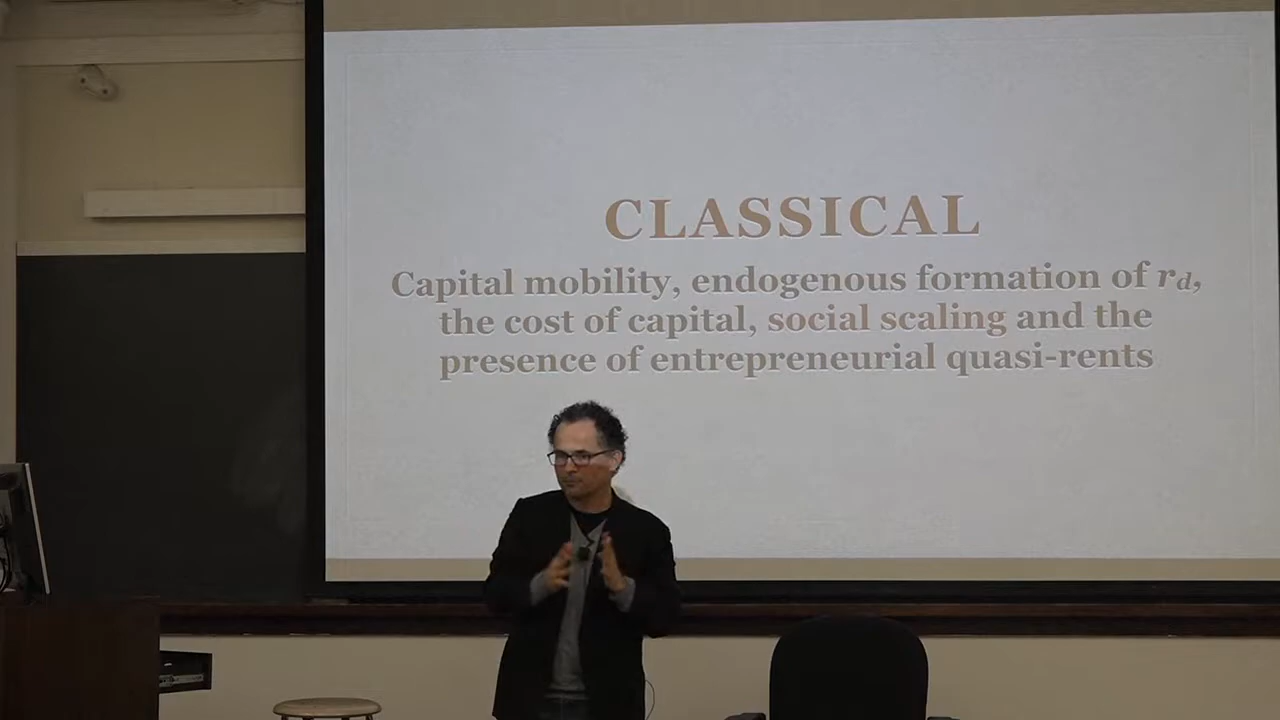 CLASSICAL
Capital mobility, endogenous formation of rd,
the cost of capital, social scaling and the
presence of entrepreneurial quasi-rents